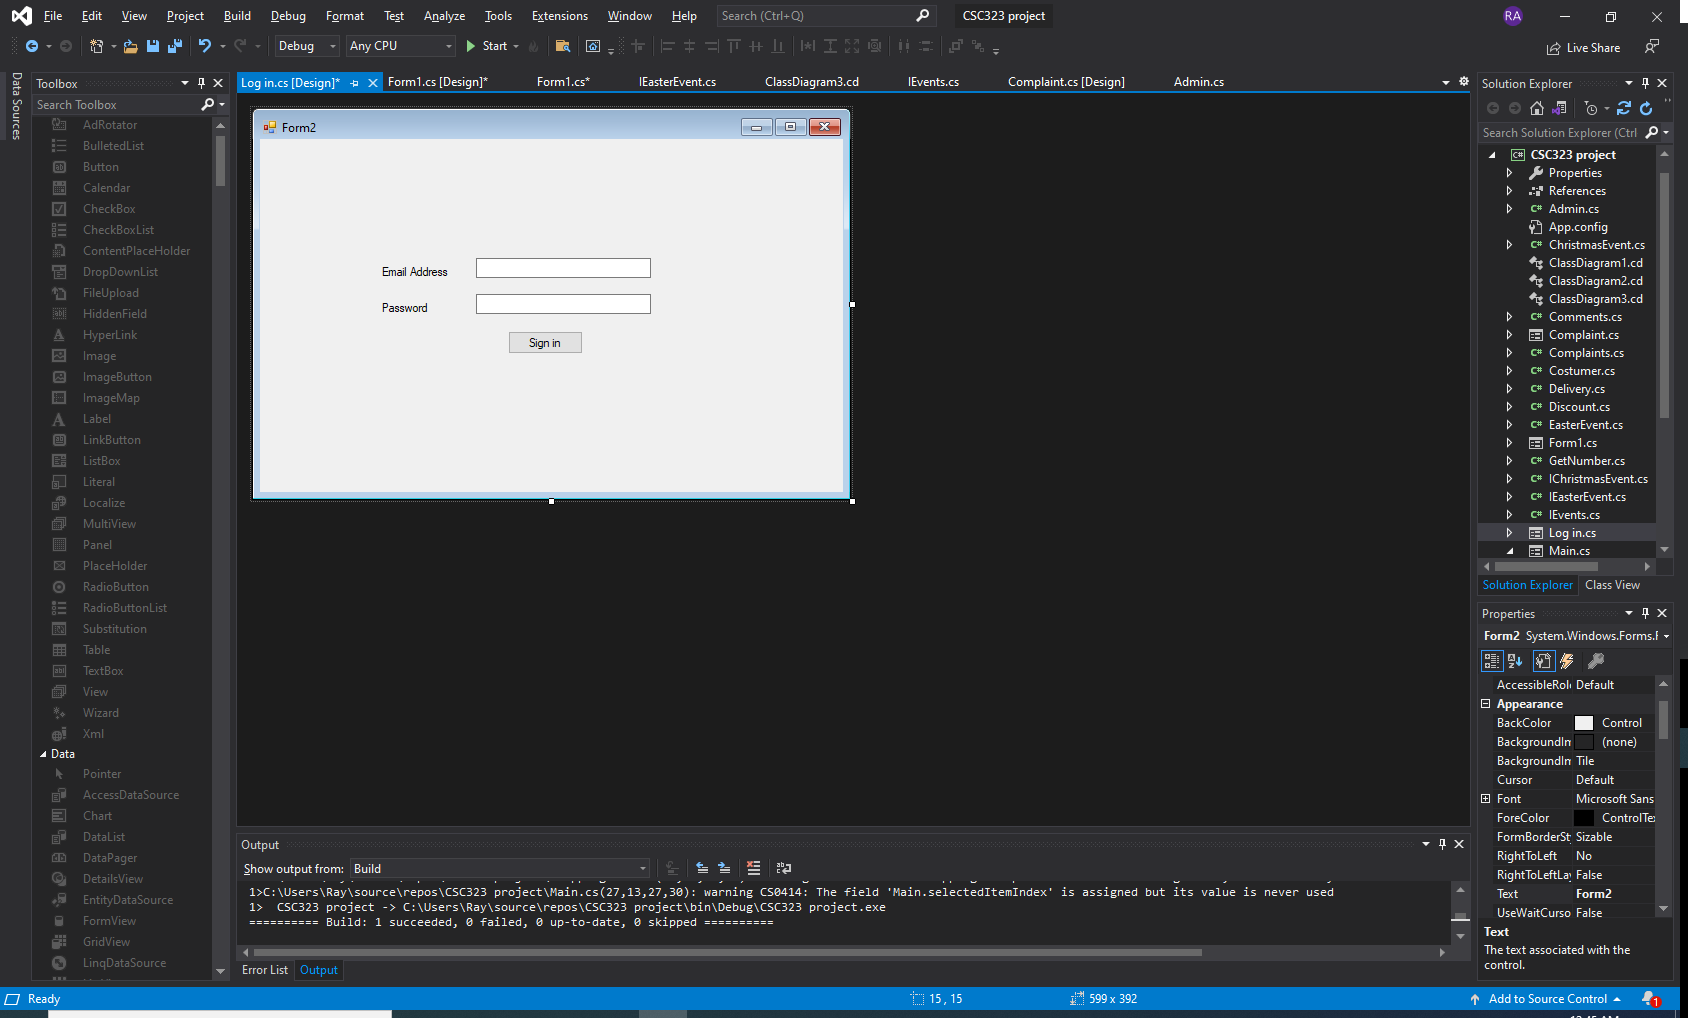 File Edit View Project Build Debug Format Test Analyze Tools Extensions Window Help Search (Ctrl+Q) CSC323 project RA
Debug Any CPU Start Live Share
Data Sources
Toolbox
Search Toolbox
AdRotator
BulletedList
Button
Calendar
CheckBox
CheckBoxList
ContentPlaceHolder
DropDownList
FileUpload
HiddenField
HyperLink
Image
ImageButton
ImageMap
Label
LinkButton
ListBox
Literal
Localize
MultiView
Panel
PlaceHolder
RadioButton
RadioButtonList
Substitution
Table
TextBox
View
Wizard
Xml
Data
Pointer
AccessDataSource
Chart
DataList
DataPager
DetailsView
EntityDataSource
FormView
GridView
LinqDataSource
Log in.cs [Design]* Form1.cs [Design]* Form1.cs* IEasterEvent.cs ClassDiagram3.cd IEvents.cs Complaint.cs [Design] Admin.cs
Form2
Email Address
Password
Sign in
Output
Show output from: Build
1>C:\Users\Ray\source\repos\CSC323 project\Main.cs(27,13,27,30): warning CS0414: The field 'Main.selectedItemIndex' is assigned but its value is never used
1>  CSC323 project -> C:\Users\Ray\source\repos\CSC323 project\bin\Debug\CSC323 project.exe
========== Build: 1 succeeded, 0 failed, 0 up-to-date, 0 skipped ==========
Error List Output
Solution Explorer
Search Solution Explorer (Ctrl
CSC323 project
Properties
References
Admin.cs
App.config
ChristmasEvent.cs
ClassDiagram1.cd
ClassDiagram2.cd
ClassDiagram3.cd
Comments.cs
Complaint.cs
Complaints.cs
Costumer.cs
Delivery.cs
Discount.cs
EasterEvent.cs
Form1.cs
GetNumber.cs
IChristmasEvent.cs
IEasterEvent.cs
IEvents.cs
Log in.cs
Main.cs
Solution Explorer Class View
Properties
Form2 System.Windows.Forms.F
AccessibleRol Default
Appearance
BackColor Control
BackgroundIn (none)
BackgroundIn Tile
Cursor Default
Font Microsoft Sans
ForeColor ControlTex
FormBorderSt Sizable
RightToLeft No
RightToLeftLay False
Text Form2
UseWaitCurso False
Text
The text associated with the
control.
Ready 15 , 15 599 x 392 Add to Source Control 1